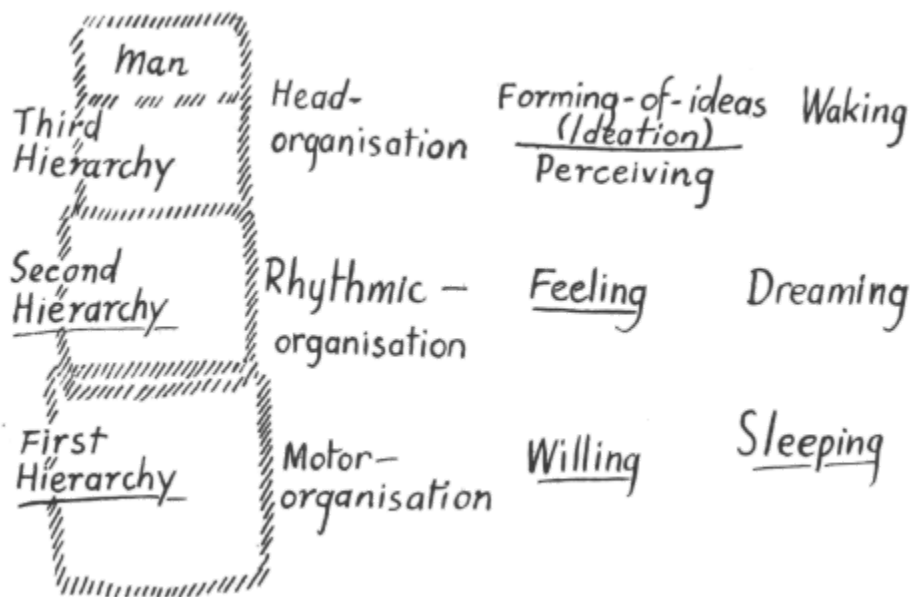 Man
Third
Hierarchy
Head-
organisation
Forming-of-ideas
(Ideation)
Perceiving
Waking
Second
Hierarchy
Rhythmic -
organisation
Feeling
Dreaming
First
Hierarchy
Motor-
organisation
Willing
Sleeping